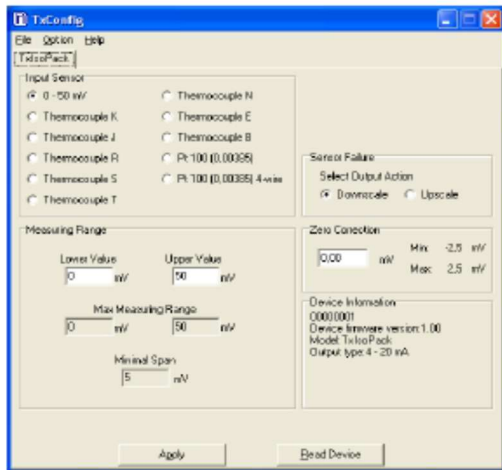 TxConfig
File Option Help
TxIsoPack
Input Sensor
0 - 50 mV
Thermocouple K
Thermocouple J
Thermocouple R
Thermocouple S
Thermocouple T
Thermocouple N
Thermocouple E
Thermocouple B
Pt 100 (0,00385)
Pt 100 (0,00385) 4-wire
Sensor Failure
Select Output Action
Downscale Upscale
Measuring Range
Lower Value Upper Value
0 mV 50 mV
Max Measuring Range
0 mV 50 mV
Minimal Span
5 mV
Zero Correction
0,00 mV
Min: -2.5 mV
Max: 2.5 mV
Device Information
00000001
Device firmware version:1.00
Model:TxIsoPack
Output type:4 - 20 mA
Apply Read Device